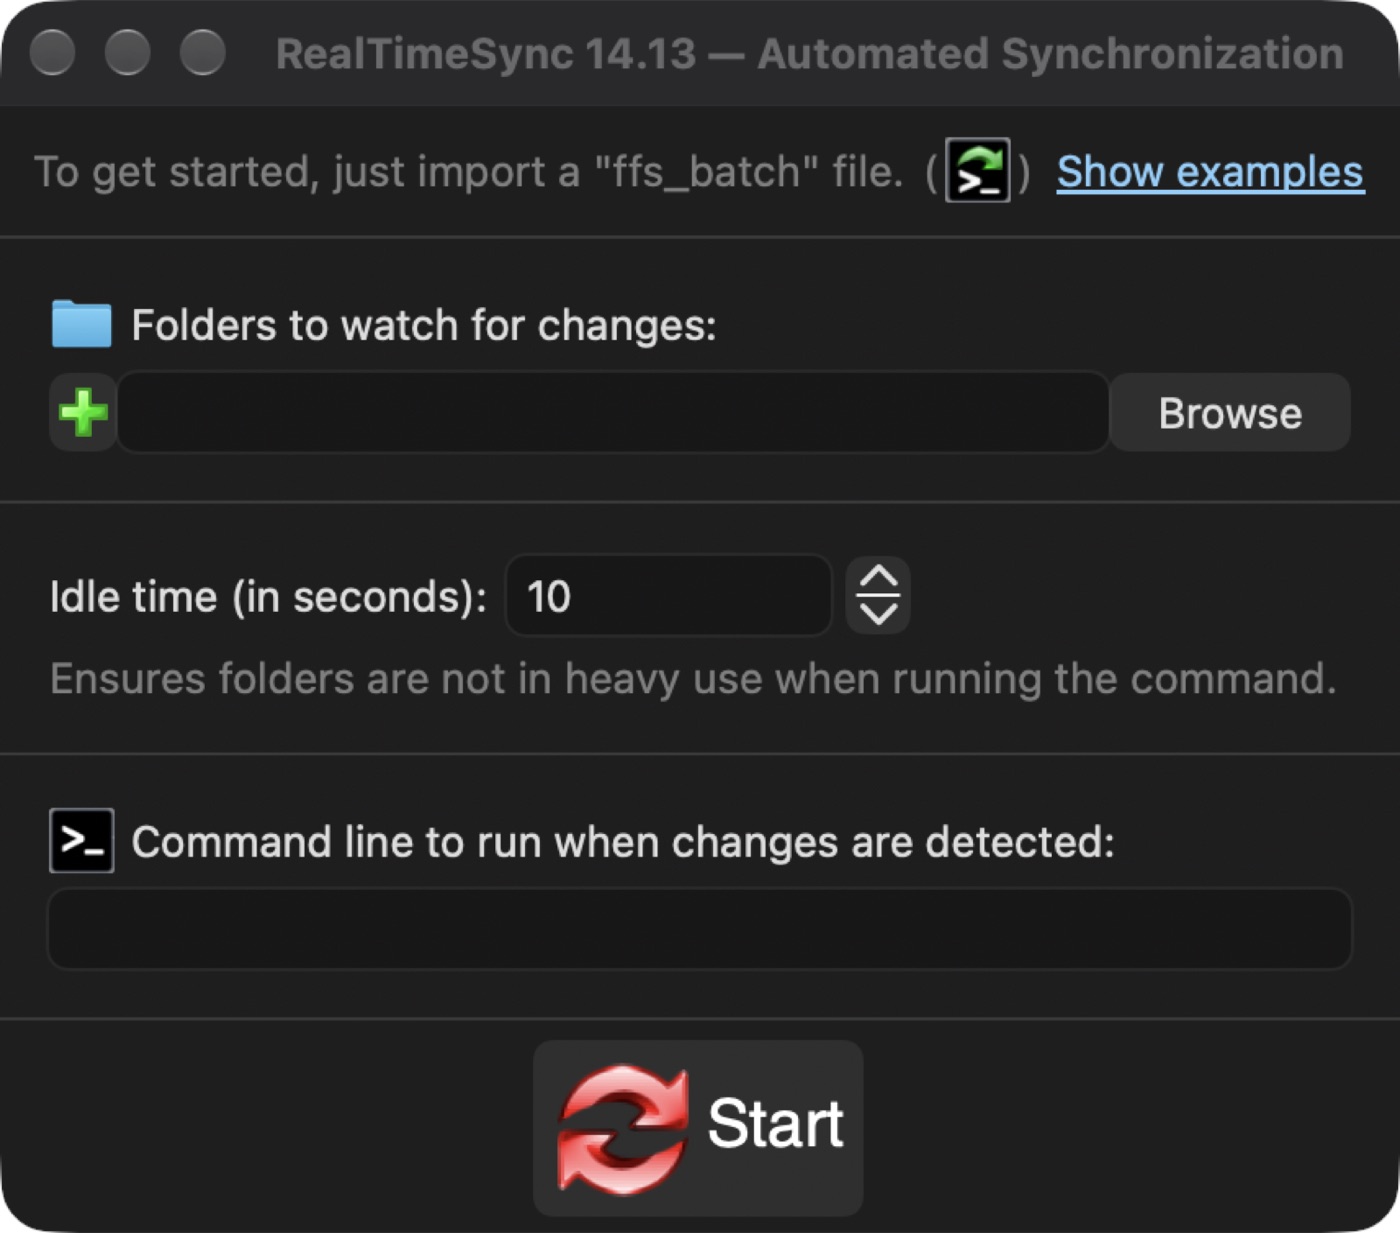 RealTimeSync 14.13 — Automated Synchronization
To get started, just import a "ffs_batch" file. ( >_ ) Show examples
Folders to watch for changes:
Browse
Idle time (in seconds): 10
Ensures folders are not in heavy use when running the command.
>_ Command line to run when changes are detected:
Start